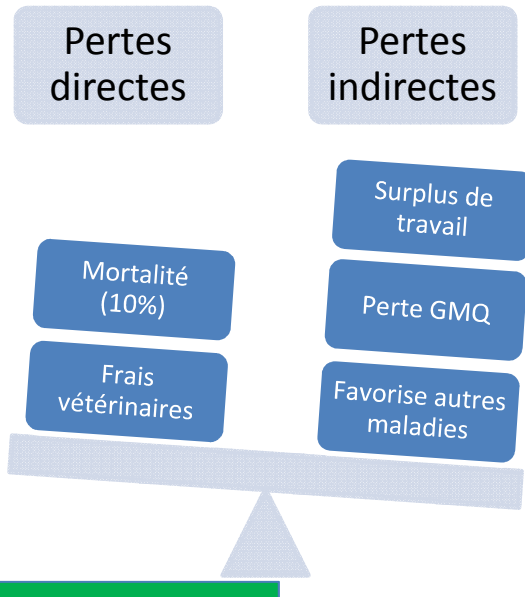 Pertes
directes
Pertes
indirectes
Surplus de
travail
Mortalité
(10%)
Perte GMQ
Frais
vétérinaires
Favorise autres
maladies